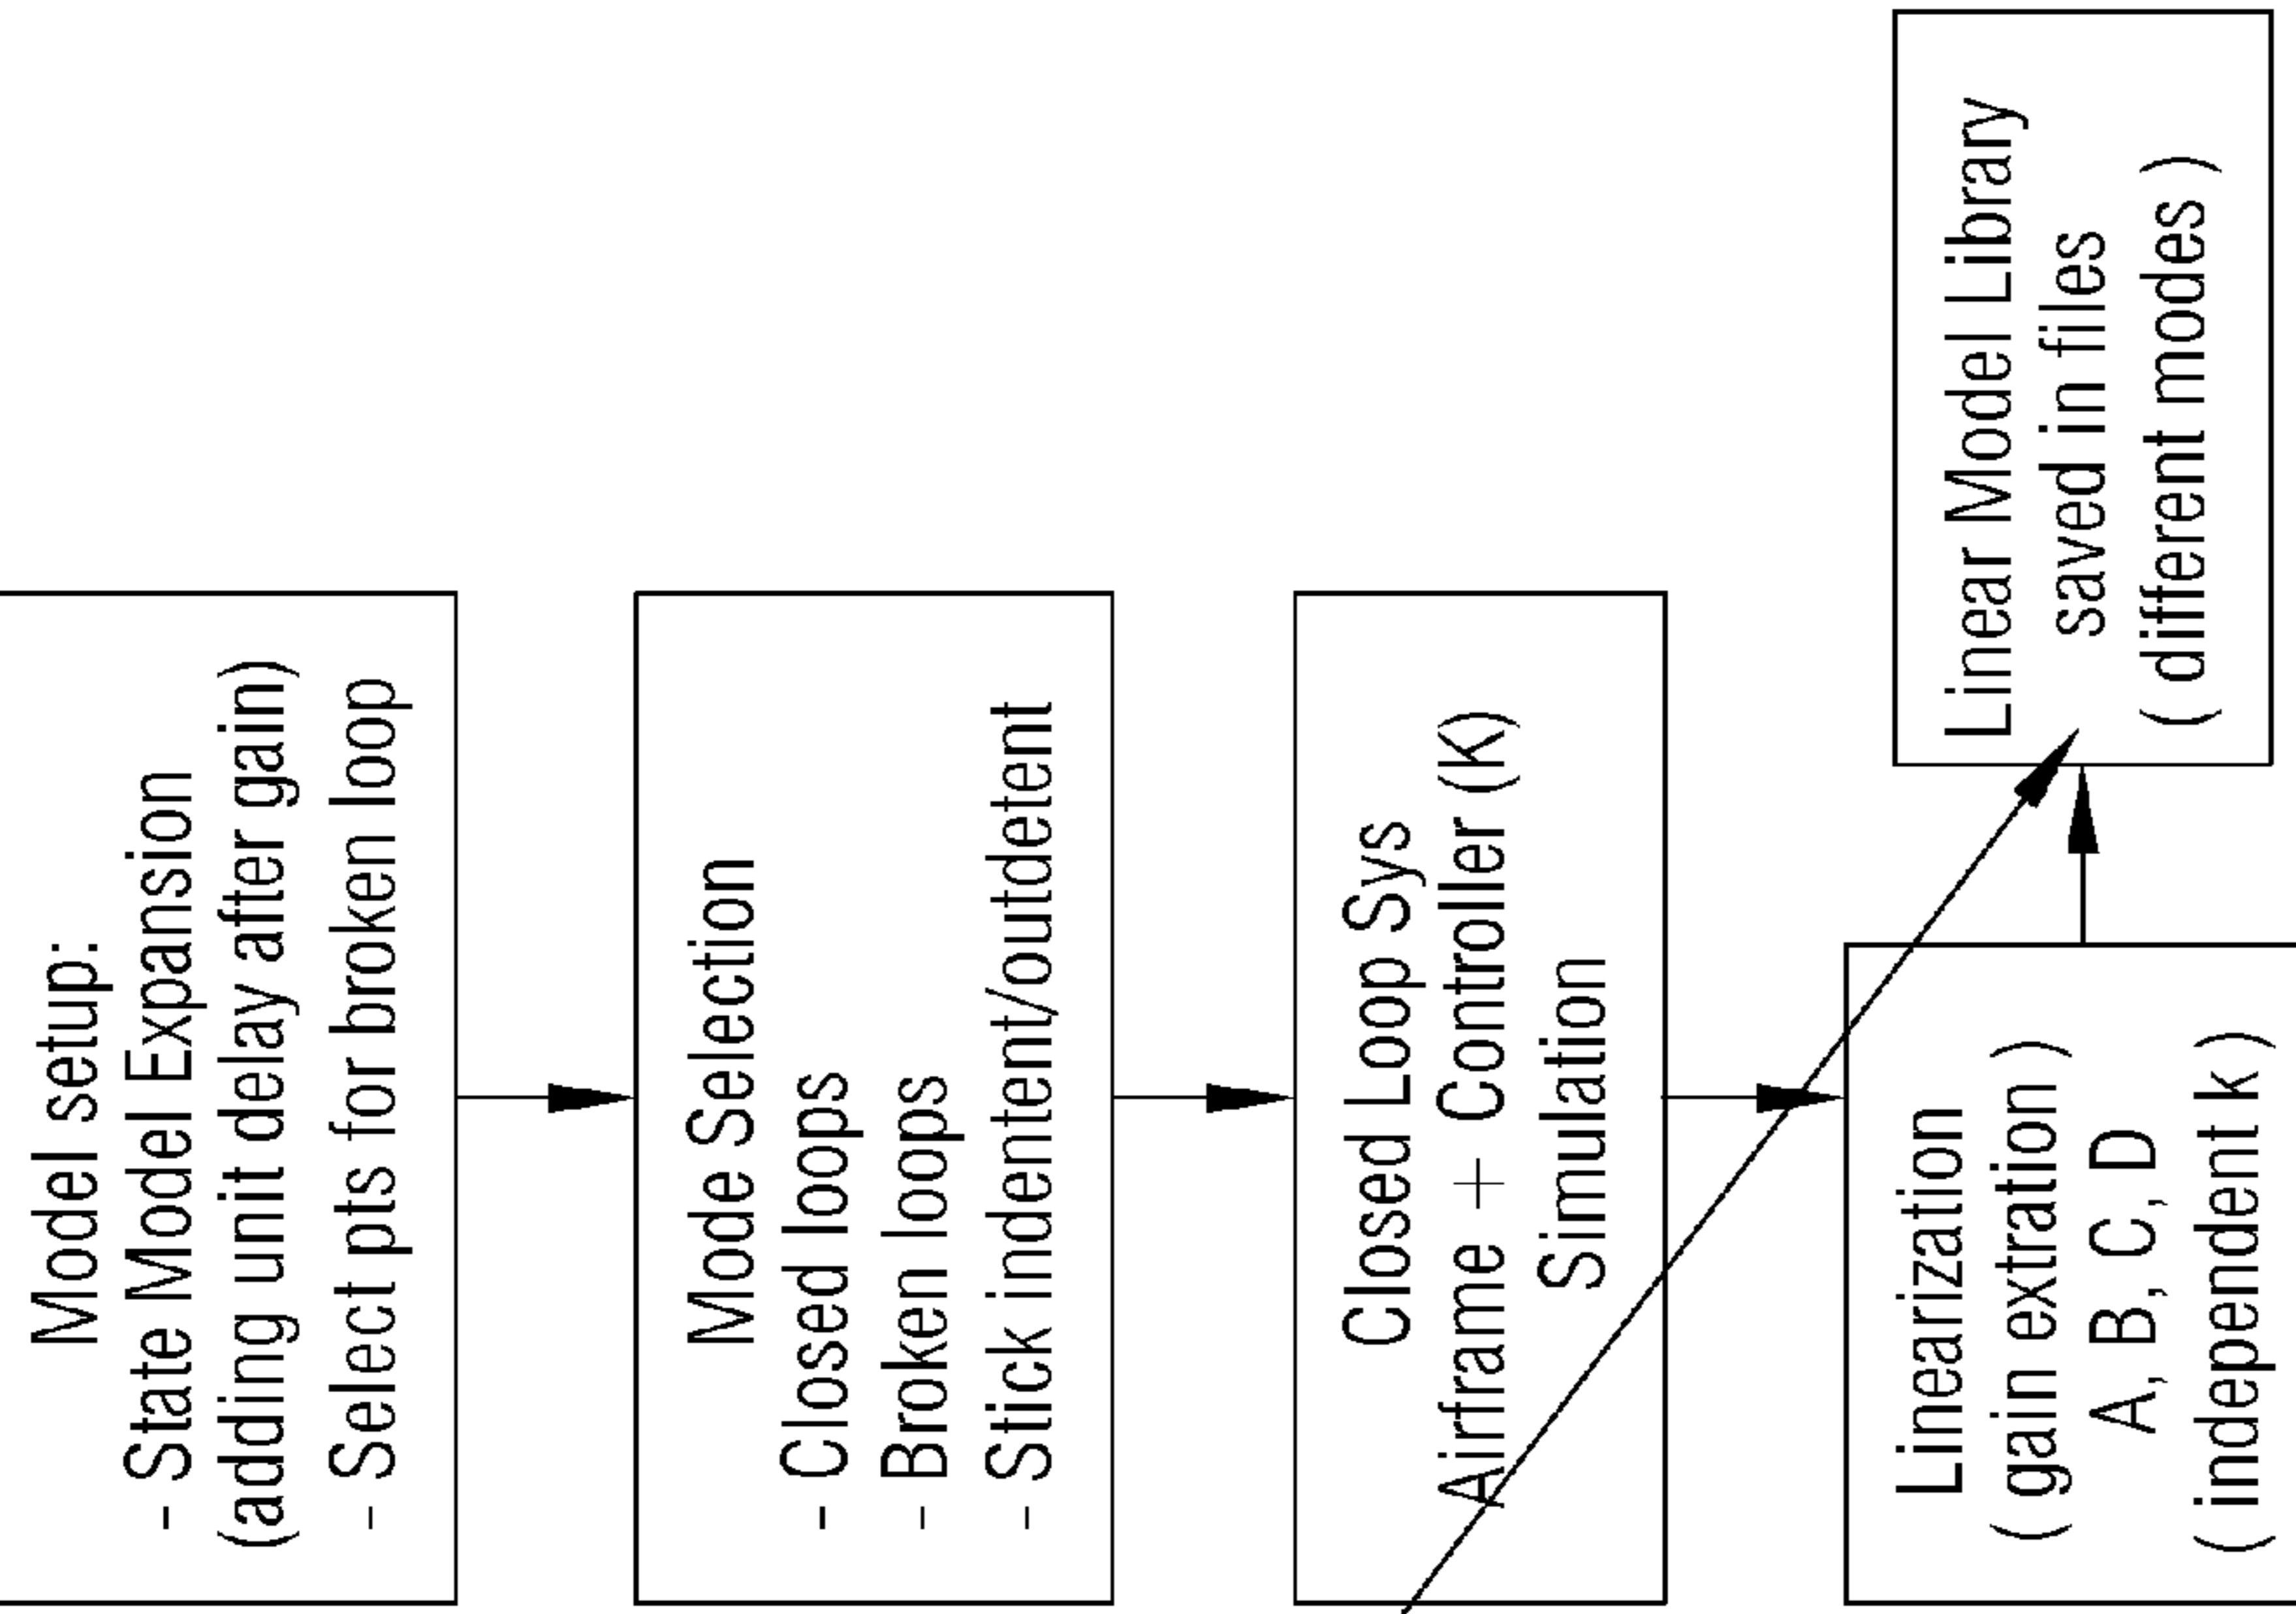 Model setup:
- State Model Expansion
(adding unit delay after gain)
- Select pts for broken loop
Mode Selection
- Closed loops
- Broken loops
- Stick indentent/outdetent
Closed Loop Sys
Airframe + Controller (K)
Simulation
Linearization
( gain extration )
A, B, C, D
( independent k )
Linear Model Library
saved in files
( different modes )